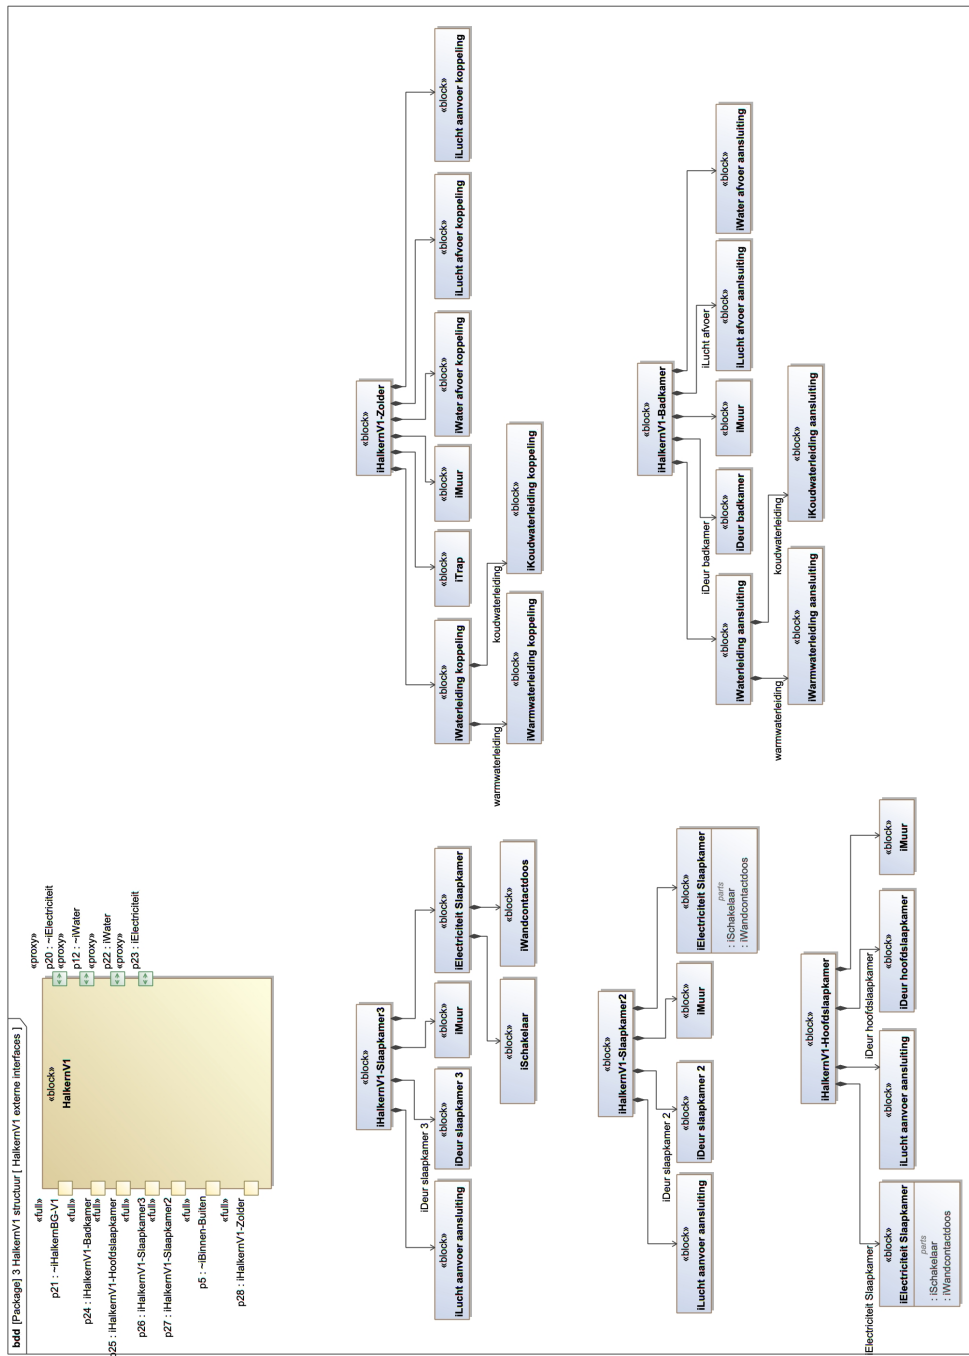 bdd [Package] 3 HalkernV1 structuur [ HalkernV1 externe interfaces ]
«block»
HalkernV1
«full»
p21 : ~iHalkernBG-V1
«full»
p24 : iHalkernV1-Badkamer
«full»
p25 : iHalkernV1-Hoofdslaapkamer
«full»
p26 : iHalkernV1-Slaapkamer3
«full»
p27 : iHalkernV1-Slaapkamer2
«full»
p5 : ~iBinnen-Buiten
«full»
p28 : iHalkernV1-Zolder
«proxy»
p20 : ~iElectriciteit
«proxy»
p12 : ~iWater
«proxy»
p22 : iWater
«proxy»
p23 : iElectriciteit
«block»
iHalkernV1-Slaapkamer3
iDeur slaapkamer 3
«block»
iLucht aanvoer aansluiting
«block»
iDeur slaapkamer 3
«block»
iMuur
«block»
iElectriciteit Slaapkamer
«block»
iSchakelaar
«block»
iWandcontactdoos
«block»
iHalkernV1-Zolder
«block»
iWaterleiding koppeling
«block»
iTrap
«block»
iMuur
«block»
iWater afvoer koppeling
«block»
iLucht afvoer koppeling
«block»
iLucht aanvoer koppeling
warmwaterleiding
koudwaterleiding
«block»
iWarmwaterleiding koppeling
«block»
iKoudwaterleiding koppeling
«block»
iHalkernV1-Slaapkamer2
iDeur slaapkamer 2
«block»
iLucht aanvoer aansluiting
«block»
iDeur slaapkamer 2
«block»
iMuur
«block»
iElectriciteit Slaapkamer
parts
: iSchakelaar
: iWandcontactdoos
«block»
iHalkernV1-Badkamer
iDeur badkamer
iLucht afvoer
«block»
iWaterleiding aansluiting
«block»
iDeur badkamer
«block»
iMuur
«block»
iLucht afvoer aanlsuiting
«block»
iWater afvoer aansluiting
warmwaterleiding
koudwaterleiding
«block»
iWarmwaterleiding aansluiting
«block»
iKoudwaterleiding aansluiting
«block»
iHalkernV1-Hoofdslaapkamer
iElectriciteit Slaapkamer
iDeur hoofdslaapkamer
«block»
iElectriciteit Slaapkamer
parts
: iSchakelaar
: iWandcontactdoos
«block»
iLucht aanvoer aansluiting
«block»
iDeur hoofdslaapkamer
«block»
iMuur